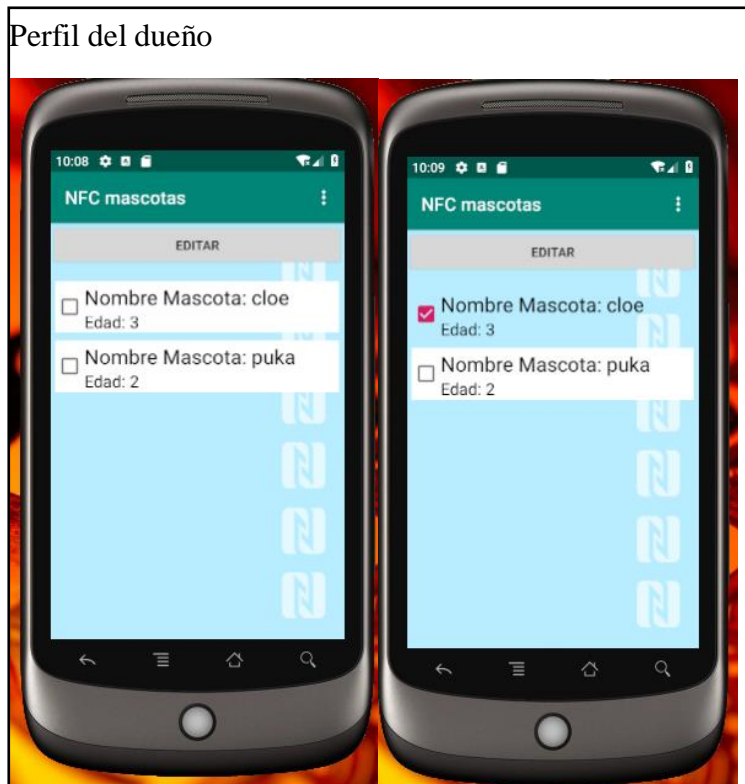 Perfil del dueño
10:08
NFC mascotas
EDITAR
Nombre Mascota: cloe
Edad: 3
Nombre Mascota: puka
Edad: 2
10:09
NFC mascotas
EDITAR
Nombre Mascota: cloe
Edad: 3
Nombre Mascota: puka
Edad: 2